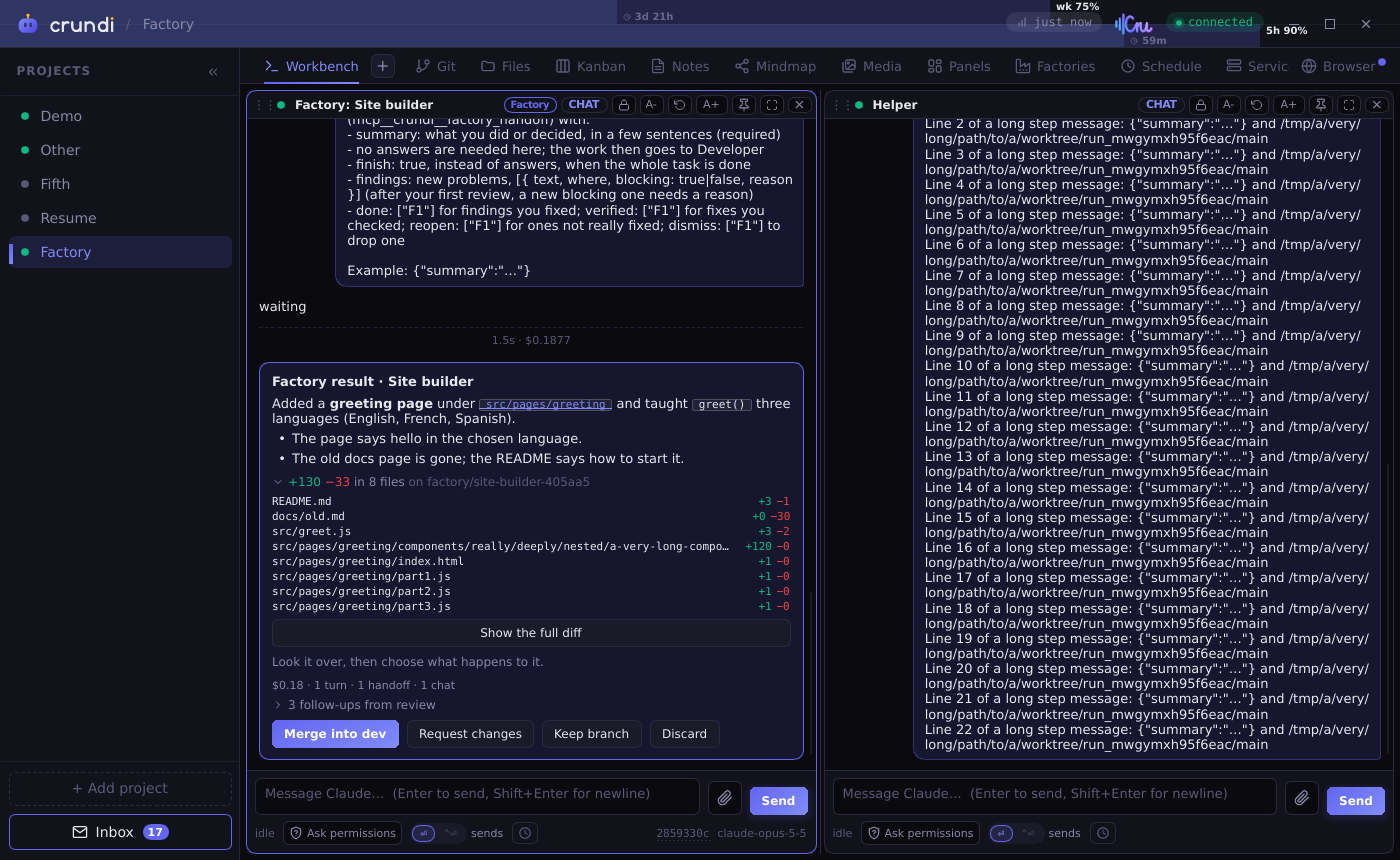 crundi / Factory
3d 21h
wk 75%
just now
Cru
connected
59m
5h 90%
PROJECTS
Demo
Other
Fifth
Resume
Factory
+ Add project
Inbox 17
Workbench
Git
Files
Kanban
Notes
Mindmap
Media
Panels
Factories
Schedule
Servic
Browser
Factory: Site builder
Factory CHAT A- A+
(mcp__crundi__factory_handoff) with:
- summary: what you did or decided, in a few sentences (required)
- no answers are needed here; the work then goes to Developer
- finish: true, instead of answers, when the whole task is done
- findings: new problems, [{ text, where, blocking: true|false, reason
}] (after your first review, a new blocking one needs a reason)
- done: ["F1"] for findings you fixed; verified: ["F1"] for fixes you
checked; reopen: ["F1"] for ones not really fixed; dismiss: ["F1"] to
drop one
Example: {"summary":"…"}
waiting
1.5s · $0.1877
Factory result · Site builder
Added a greeting page under src/pages/greeting and taught greet() three
languages (English, French, Spanish).
• The page says hello in the chosen language.
• The old docs page is gone; the README says how to start it.
+130 −33 in 8 files on factory/site-builder-405aa5
README.md +3 −1
docs/old.md +0 −30
src/greet.js +3 −2
src/pages/greeting/components/really/deeply/nested/a-very-long-compo… +120 −0
src/pages/greeting/index.html +1 −0
src/pages/greeting/part1.js +1 −0
src/pages/greeting/part2.js +1 −0
src/pages/greeting/part3.js +1 −0
Show the full diff
Look it over, then choose what happens to it.
$0.18 · 1 turn · 1 handoff · 1 chat
3 follow-ups from review
Merge into dev
Request changes
Keep branch
Discard
Message Claude… (Enter to send, Shift+Enter for newline)
Send
idle
Ask permissions
sends
2859330c
claude-opus-5-5
Helper
CHAT A- A+
Line 2 of a long step message: {"summary":"…"} and /tmp/a/very/
long/path/to/a/worktree/run_mwgymxh95f6eac/main
Line 3 of a long step message: {"summary":"…"} and /tmp/a/very/
long/path/to/a/worktree/run_mwgymxh95f6eac/main
Line 4 of a long step message: {"summary":"…"} and /tmp/a/very/
long/path/to/a/worktree/run_mwgymxh95f6eac/main
Line 5 of a long step message: {"summary":"…"} and /tmp/a/very/
long/path/to/a/worktree/run_mwgymxh95f6eac/main
Line 6 of a long step message: {"summary":"…"} and /tmp/a/very/
long/path/to/a/worktree/run_mwgymxh95f6eac/main
Line 7 of a long step message: {"summary":"…"} and /tmp/a/very/
long/path/to/a/worktree/run_mwgymxh95f6eac/main
Line 8 of a long step message: {"summary":"…"} and /tmp/a/very/
long/path/to/a/worktree/run_mwgymxh95f6eac/main
Line 9 of a long step message: {"summary":"…"} and /tmp/a/very/
long/path/to/a/worktree/run_mwgymxh95f6eac/main
Line 10 of a long step message: {"summary":"…"} and /tmp/a/very/
long/path/to/a/worktree/run_mwgymxh95f6eac/main
Line 11 of a long step message: {"summary":"…"} and /tmp/a/very/
long/path/to/a/worktree/run_mwgymxh95f6eac/main
Line 12 of a long step message: {"summary":"…"} and /tmp/a/very/
long/path/to/a/worktree/run_mwgymxh95f6eac/main
Line 13 of a long step message: {"summary":"…"} and /tmp/a/very/
long/path/to/a/worktree/run_mwgymxh95f6eac/main
Line 14 of a long step message: {"summary":"…"} and /tmp/a/very/
long/path/to/a/worktree/run_mwgymxh95f6eac/main
Line 15 of a long step message: {"summary":"…"} and /tmp/a/very/
long/path/to/a/worktree/run_mwgymxh95f6eac/main
Line 16 of a long step message: {"summary":"…"} and /tmp/a/very/
long/path/to/a/worktree/run_mwgymxh95f6eac/main
Line 17 of a long step message: {"summary":"…"} and /tmp/a/very/
long/path/to/a/worktree/run_mwgymxh95f6eac/main
Line 18 of a long step message: {"summary":"…"} and /tmp/a/very/
long/path/to/a/worktree/run_mwgymxh95f6eac/main
Line 19 of a long step message: {"summary":"…"} and /tmp/a/very/
long/path/to/a/worktree/run_mwgymxh95f6eac/main
Line 20 of a long step message: {"summary":"…"} and /tmp/a/very/
long/path/to/a/worktree/run_mwgymxh95f6eac/main
Line 21 of a long step message: {"summary":"…"} and /tmp/a/very/
long/path/to/a/worktree/run_mwgymxh95f6eac/main
Line 22 of a long step message: {"summary":"…"} and /tmp/a/very/
long/path/to/a/worktree/run_mwgymxh95f6eac/main
Message Claude… (Enter to send, Shift+Enter for newline)
Send
idle
Ask permissions
sends